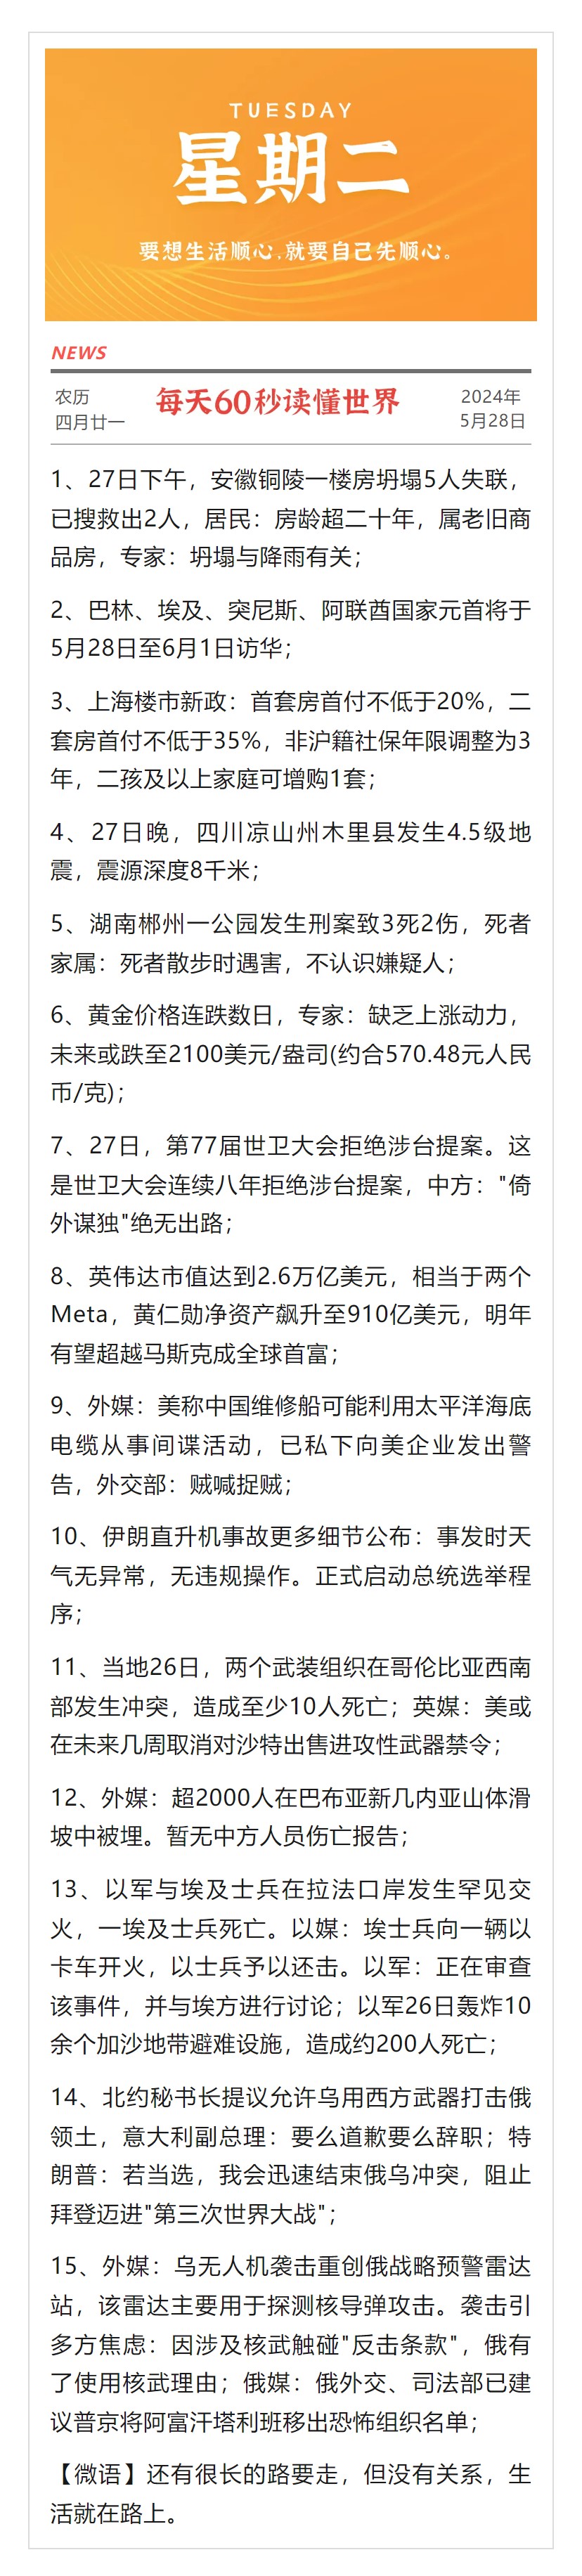 TUESDAY
星期二
要想生活顺心,就要自己先顺心。
NEWS
农历
四月廿一
每天60秒读懂世界
2024年
5月28日
1、27日下午，安徽铜陵一楼房坍塌5人失联，
已搜救出2人，居民：房龄超二十年，属老旧商
品房，专家：坍塌与降雨有关；
2、巴林、埃及、突尼斯、阿联酋国家元首将于
5月28日至6月1日访华；
3、上海楼市新政：首套房首付不低于20%，二
套房首付不低于35%，非沪籍社保年限调整为3
年，二孩及以上家庭可增购1套；
4、27日晚，四川凉山州木里县发生4.5级地
震，震源深度8千米；
5、湖南郴州一公园发生刑案致3死2伤，死者
家属：死者散步时遇害，不认识嫌疑人；
6、黄金价格连跌数日，专家：缺乏上涨动力，
未来或跌至2100美元/盎司(约合570.48元人民
币/克)；
7、27日，第77届世卫大会拒绝涉台提案。这
是世卫大会连续八年拒绝涉台提案，中方："倚
外谋独"绝无出路；
8、英伟达市值达到2.6万亿美元，相当于两个
Meta，黄仁勋净资产飙升至910亿美元，明年
有望超越马斯克成全球首富；
9、外媒：美称中国维修船可能利用太平洋海底
电缆从事间谍活动，已私下向美企业发出警
告，外交部：贼喊捉贼；
10、伊朗直升机事故更多细节公布：事发时天
气无异常，无违规操作。正式启动总统选举程
序；
11、当地26日，两个武装组织在哥伦比亚西南
部发生冲突，造成至少10人死亡；英媒：美或
在未来几周取消对沙特出售进攻性武器禁令；
12、外媒：超2000人在巴布亚新几内亚山体滑
坡中被埋。暂无中方人员伤亡报告；
13、以军与埃及士兵在拉法口岸发生罕见交
火，一埃及士兵死亡。以媒：埃士兵向一辆以
卡车开火，以士兵予以还击。以军：正在审查
该事件，并与埃方进行讨论；以军26日轰炸10
余个加沙地带避难设施，造成约200人死亡；
14、北约秘书长提议允许乌用西方武器打击俄
领土，意大利副总理：要么道歉要么辞职；特
朗普：若当选，我会迅速结束俄乌冲突，阻止
拜登迈进"第三次世界大战"；
15、外媒：乌无人机袭击重创俄战略预警雷达
站，该雷达主要用于探测核导弹攻击。袭击引
多方焦虑：因涉及核武触碰"反击条款"，俄有
了使用核武理由；俄媒：俄外交、司法部已建
议普京将阿富汗塔利班移出恐怖组织名单；
【微语】还有很长的路要走，但没有关系，生
活就在路上。